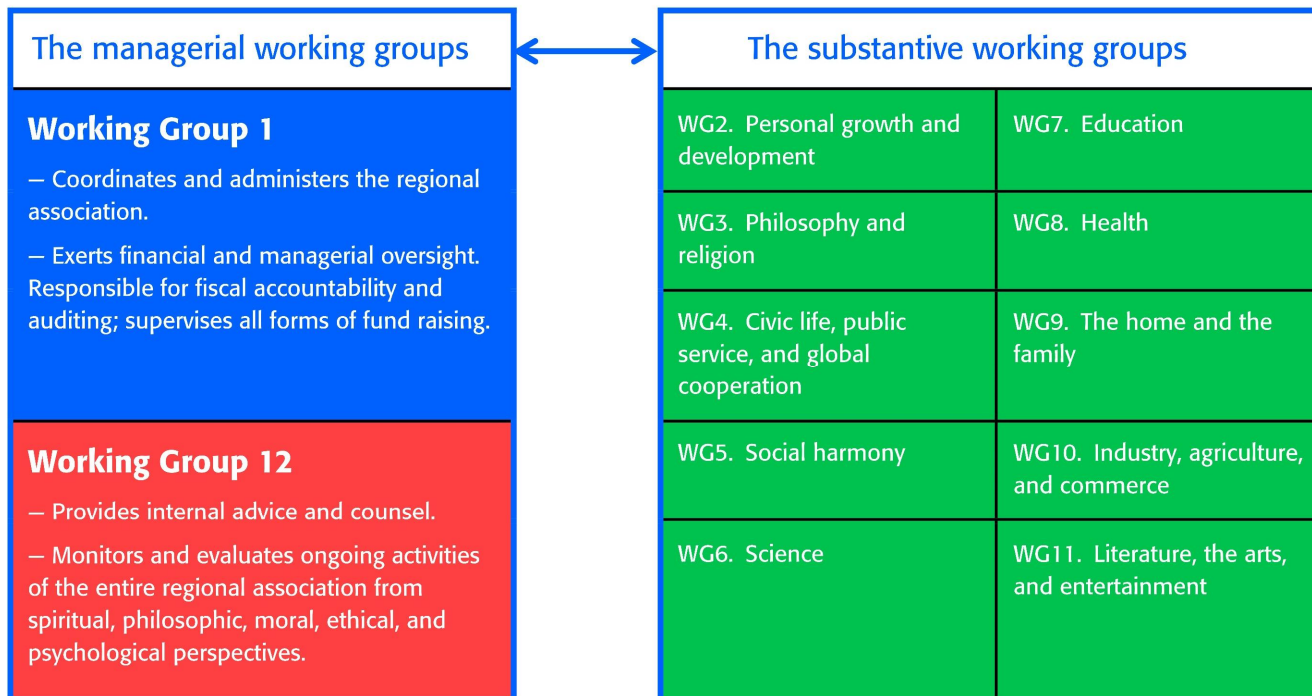 The managerial working groups
Working Group 1
— Coordinates and administers the regional
association.
— Exerts financial and managerial oversight.
Responsible for fiscal accountability and
auditing; supervises all forms of fund raising.
Working Group 12
— Provides internal advice and counsel.
— Monitors and evaluates ongoing activities
of the entire regional association from
spiritual, philosophic, moral, ethical, and
psychological perspectives.
The substantive working groups
WG2. Personal growth and
development
WG7. Education
WG3. Philosophy and
religion
WG8. Health
WG4. Civic life, public
service, and global
cooperation
WG9. The home and the
family
WG5. Social harmony
WG10. Industry, agriculture,
and commerce
WG6. Science
WG11. Literature, the arts,
and entertainment